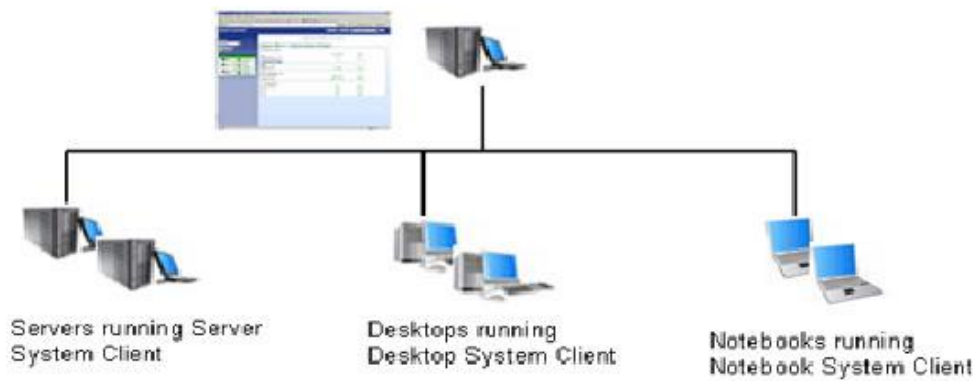 Servers running Server
System Client
Desktops running
Desktop System Client
Notebooks running
Notebook System Client